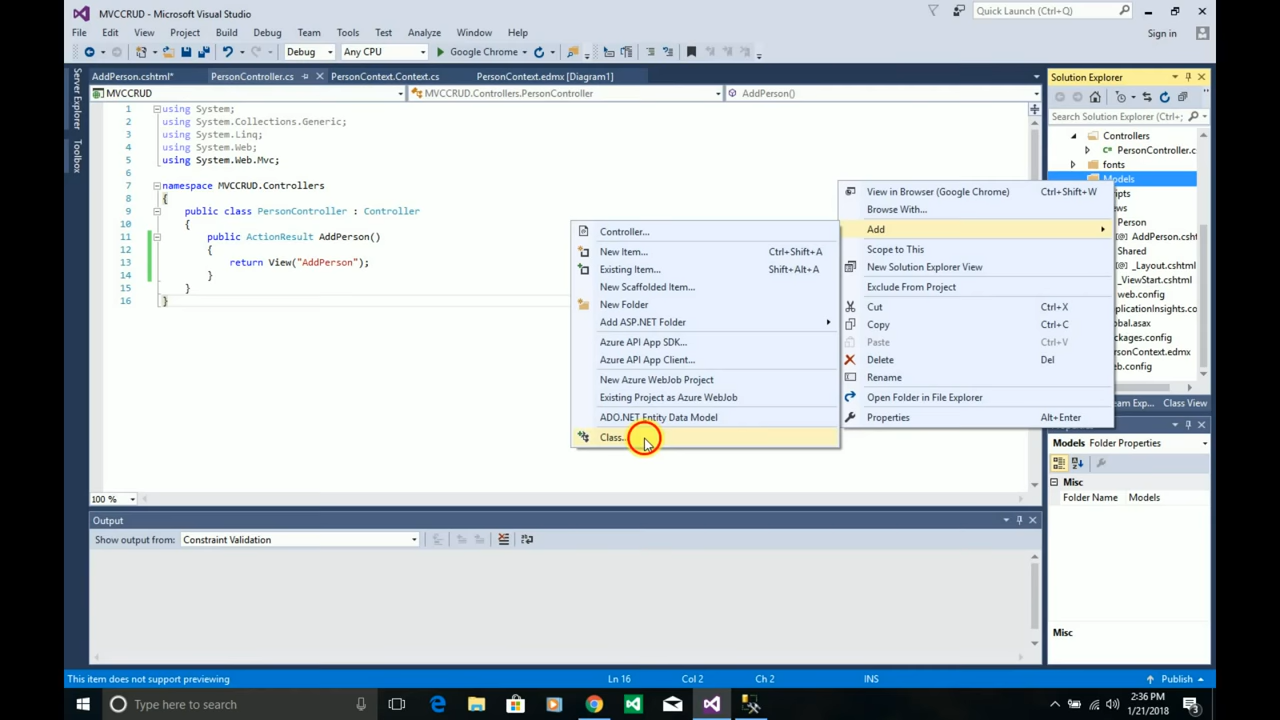 MVCCRUD - Microsoft Visual Studio
Quick Launch (Ctrl+Q)
File Edit View Project Build Debug Team Tools Test Analyze Window Help
Sign in
Debug Any CPU Google Chrome
Server Explorer
Toolbox
AddPerson.cshtml* PersonController.cs PersonContext.Context.cs PersonContext.edmx [Diagram1]
MVCCRUD MVCCRUD.Controllers.PersonController AddPerson()
1 using System;
2 using System.Collections.Generic;
3 using System.Linq;
4 using System.Web;
5 using System.Web.Mvc;
6
7 namespace MVCCRUD.Controllers
8 {
9 public class PersonController : Controller
10 {
11 public ActionResult AddPerson()
12 {
13 return View("AddPerson");
14 }
15 }
16 }
100 %
Controller...
New Item... Ctrl+Shift+A
Existing Item... Shift+Alt+A
New Scaffolded Item...
New Folder
Add ASP.NET Folder
Azure API App SDK...
Azure API App Client...
New Azure WebJob Project
Existing Project as Azure WebJob
ADO.NET Entity Data Model
Class...
View in Browser (Google Chrome) Ctrl+Shift+W
Browse With...
Add
Scope to This
New Solution Explorer View
Exclude From Project
Cut Ctrl+X
Copy Ctrl+C
Paste Ctrl+V
Delete Del
Rename
Open Folder in File Explorer
Properties Alt+Enter
Solution Explorer
Search Solution Explorer (Ctrl+;
Controllers
PersonController.c
fonts
Models
ipts
ws
Person
AddPerson.csht
Shared
_Layout.cshtml
_ViewStart.cshtml
web.config
plicationInsights.con
bal.asax
ckages.config
rsonContext.edmx
b.config
am Exp... Class View
Models Folder Properties
Misc
Folder Name Models
Misc
Output
Show output from: Constraint Validation
This item does not support previewing
Ln 16 Col 2 Ch 2 INS
Publish
Type here to search
2:36 PM
1/21/2018
3